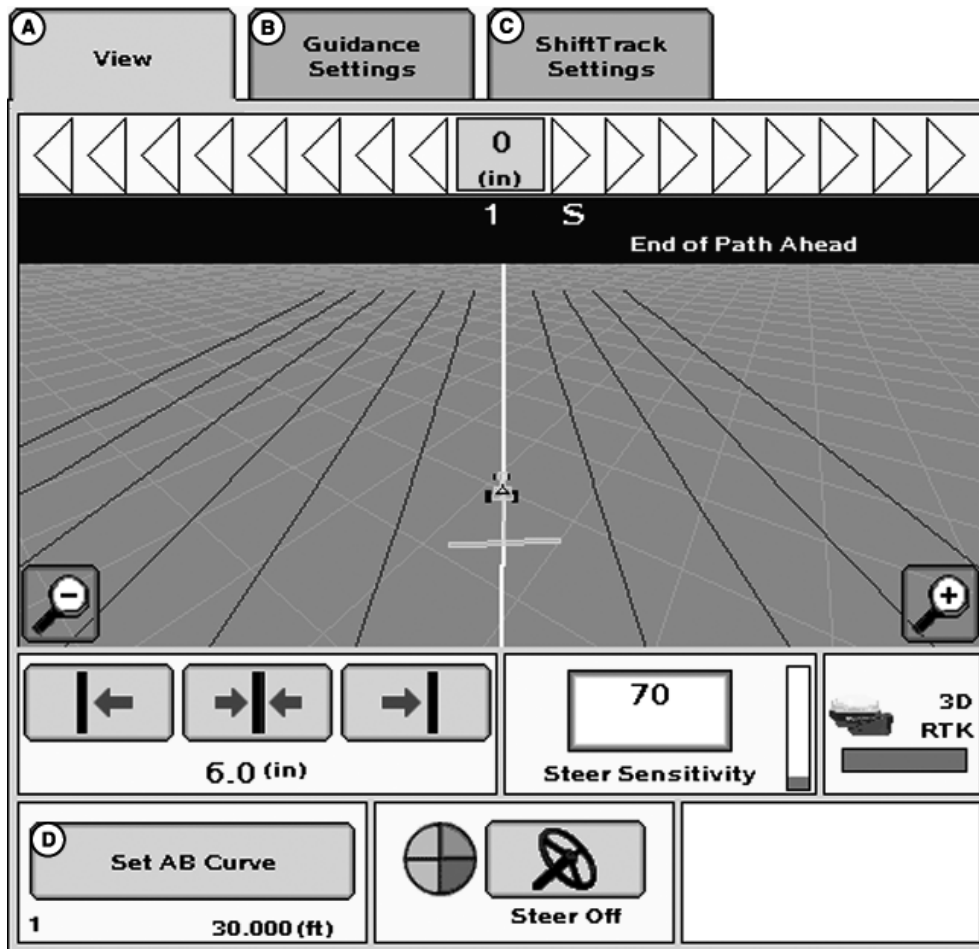 A
View
B
Guidance
Settings
C
ShiftTrack
Settings
0
(in)
1 S
End of Path Ahead
6.0 (in)
70
Steer Sensitivity
3D
RTK
D
Set AB Curve
1 30.000 (ft)
Steer Off